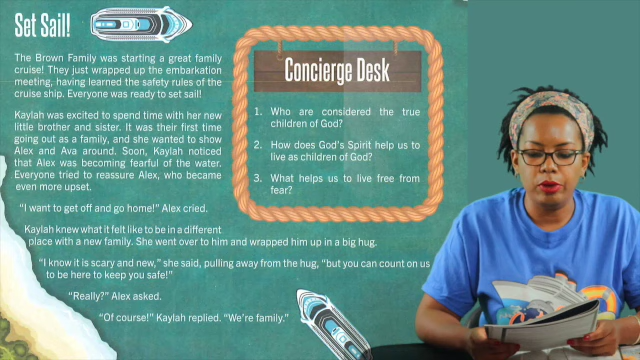 Set Sail!
The Brown Family was starting a great family
cruise! They just wrapped up the embarkation
meeting, having learned the safety rules of the
cruise ship. Everyone was ready to set sail!
Kaylah was excited to spend time with her new
little brother and sister. It was their first time
going out as a family, and she wanted to show
Alex and Ava around. Soon, Kaylah noticed
that Alex was becoming fearful of the water.
Everyone tried to reassure Alex, who became
even more upset.
“I want to get off and go home!” Alex cried.
Kaylah knew what it felt like to be in a different
place with a new family. She went over to him and wrapped him up in a big hug.
“I know it is scary and new,” she said, pulling away from the hug, “but you can count on us
to be here to keep you safe!”
“Really?” Alex asked.
“Of course!” Kaylah replied. “We’re family.”
Concierge Desk
1. Who are considered the true
children of God?
2. How does God’s Spirit help us to
live as children of God?
3. What helps us to live free from
fear?